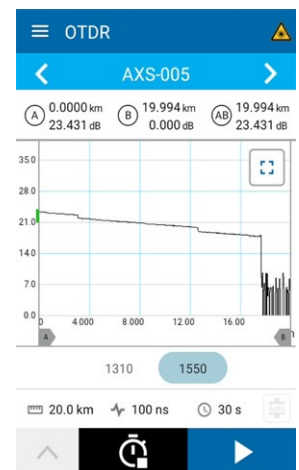 OTDR
AXS-005
A 0.0000 km 23.431 dB
B 19.994 km 0.000 dB
AB 19.994 km 23.431 dB
35.0
28.0
21.0
14.0
7.0
0.0
0 4.000 8.000 12.00 16.00
A B
1310 1550
20.0 km 100 ns 30 s